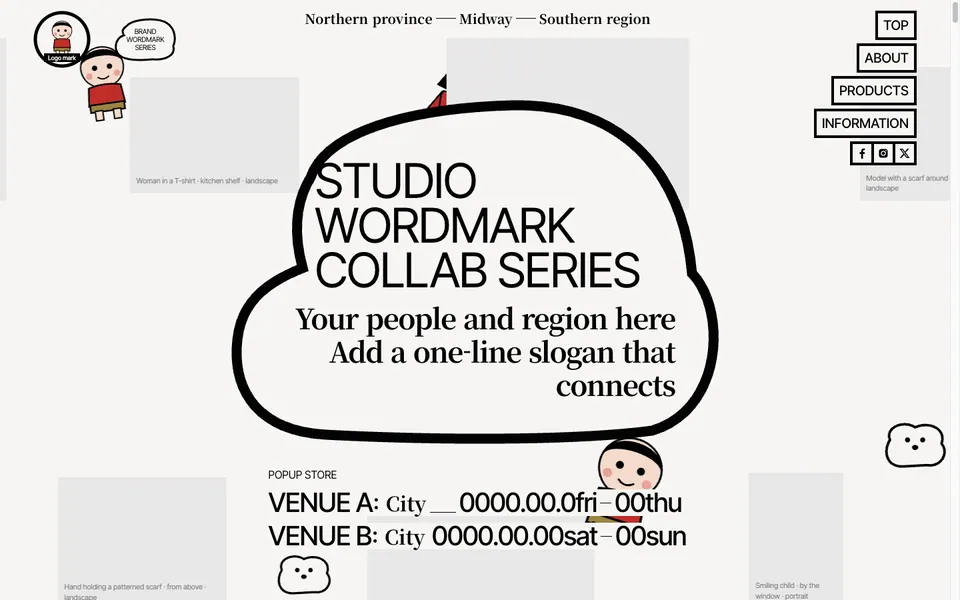 Northern province — Midway — Southern region
BRAND
WORDMARK
SERIES
Logo mark
TOP
ABOUT
PRODUCTS
INFORMATION
Woman in a T-shirt · kitchen shelf · landscape
Model with a scarf around
landscape
STUDIO
WORDMARK
COLLAB SERIES
Your people and region here
Add a one-line slogan that
connects
POPUP STORE
VENUE A: City __ 0000.00.0fri–00thu
VENUE B: City 0000.00.00sat–00sun
Hand holding a patterned scarf · from above ·
landscape
Smiling child · by the
window · portrait